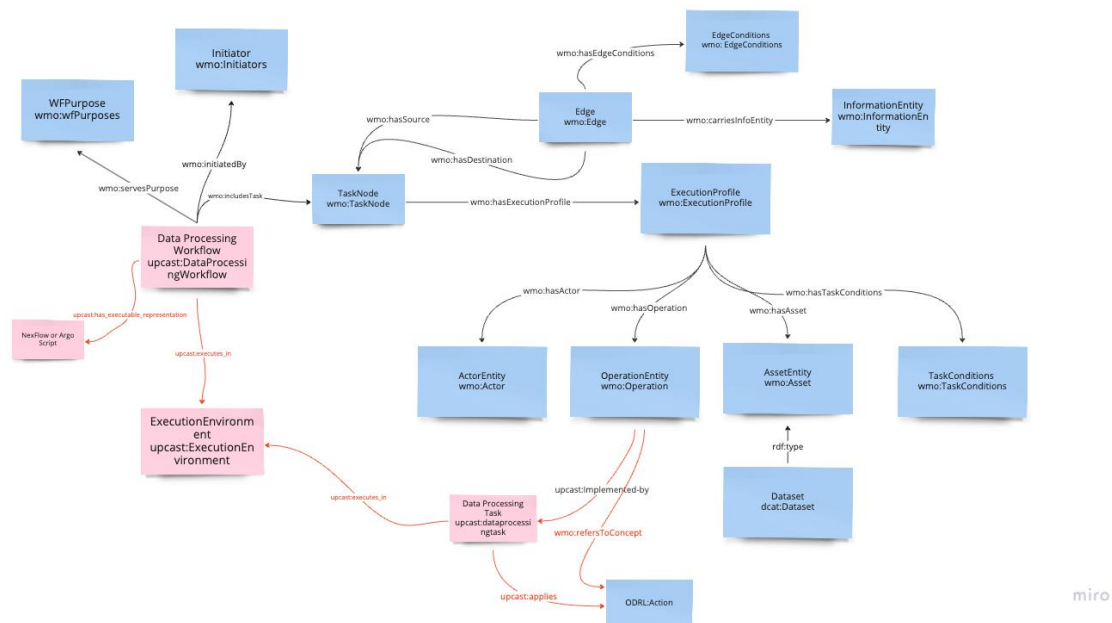 EdgeConditions
wmo: EdgeConditions
wmo:hasEdgeConditions
Initiator
wmo:Initiators
WFPurpose
wmo:wfPurposes
Edge
wmo:Edge
wmo:hasSource
wmo:carriesInfoEntity
InformationEntity
wmo:InformationEn
tity
wmo:hasDestination
wmo:initiatedBy
wmo:servesPurpose
wmo:includesTask
TaskNode
wmo:TaskNode
wmo:hasExecutionProfile
ExecutionProfile
wmo:ExecutionProfile
Data Processing
Workflow
upcast:DataProcessi
ngWorkflow
wmo:hasActor
wmo:hasOperation
wmo:hasAsset
wmo:hasTaskConditions
upcast:has_executable_representation
NexFlow or Argo
Script
upcast:executes_in
ActorEntity
wmo:Actor
OperationEntity
wmo:Operation
AssetEntity
wmo:Asset
TaskConditions
wmo:TaskConditions
ExecutionEnvironm
ent
upcast:ExecutionEn
vironment
rdf:type
Dataset
dcat:Dataset
upcast:executes_in
upcast:Implemented-by
Data Processing
Task
upcast:dataprocessi
ngtask
wmo:refersToConcept
upcast:applies
ODRL:Action
miro